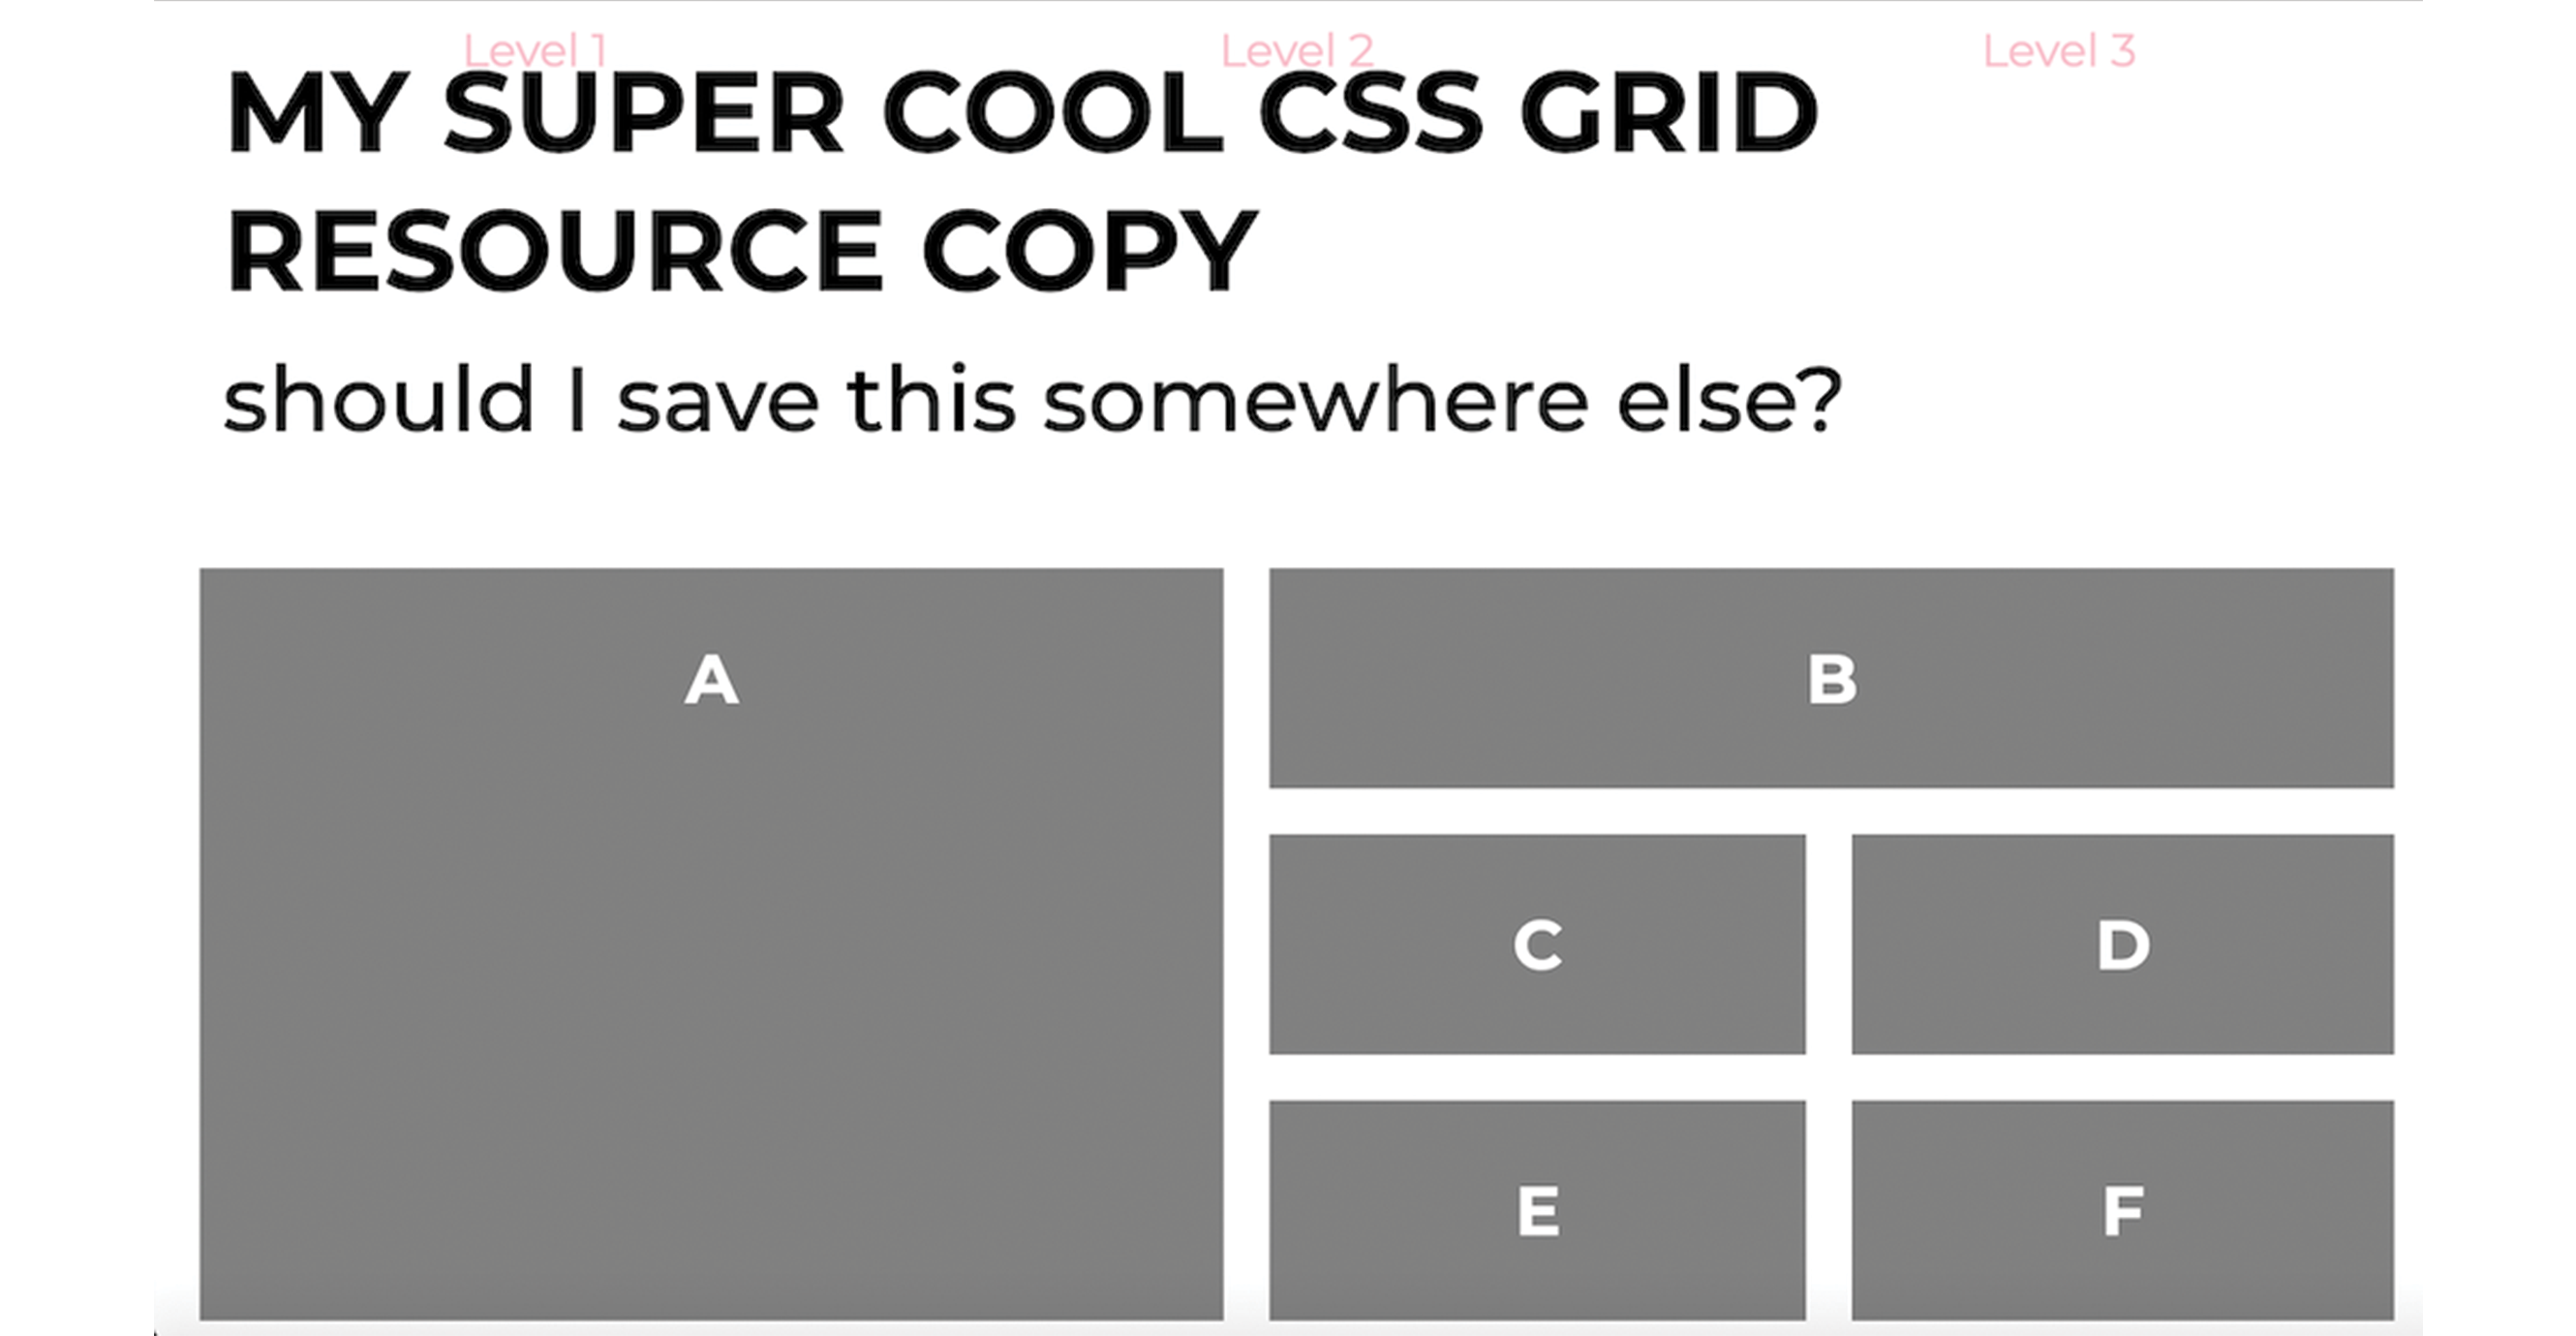 Level 1 Level 2 Level 3
MY SUPER COOL CSS GRID
RESOURCE COPY
should I save this somewhere else?
A
B
C
D
E
F